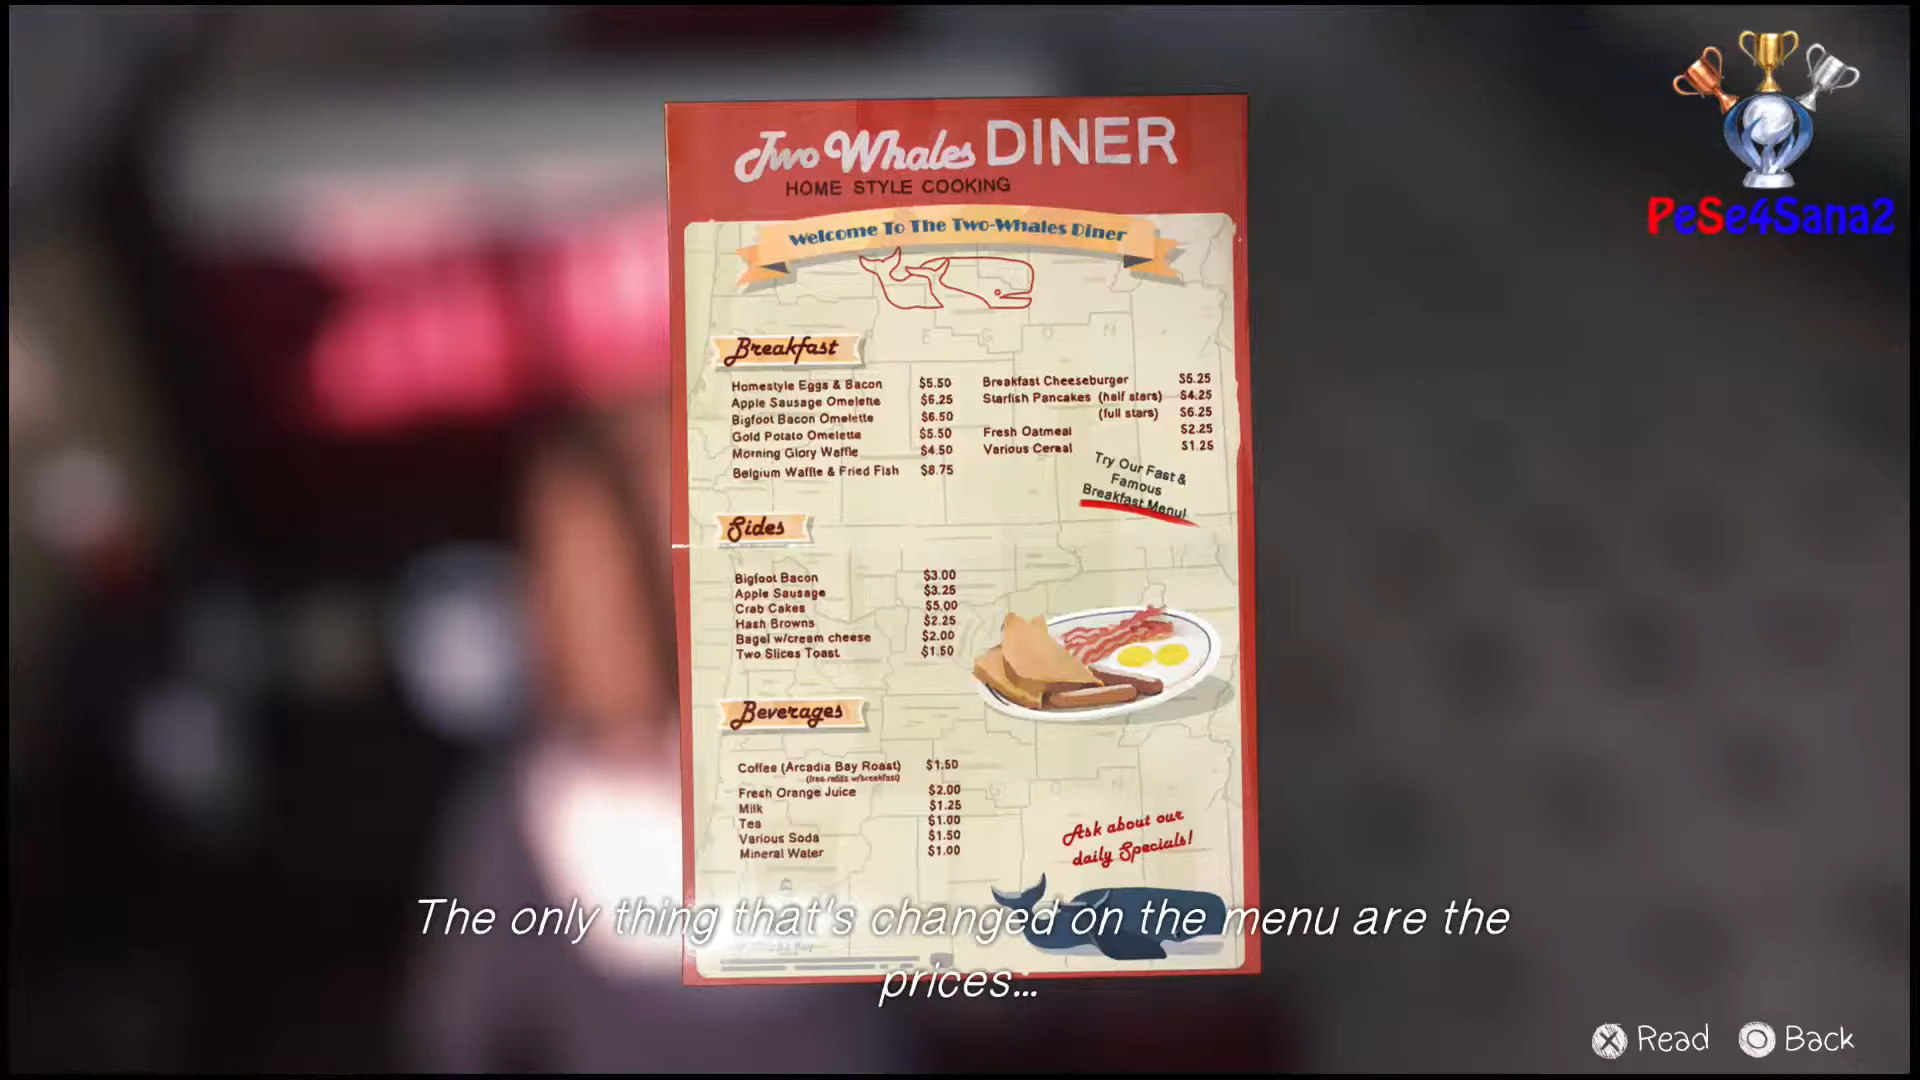 PeSe4Sana2
Two Whales DINER
HOME STYLE COOKING
Welcome To The Two-Whales Diner
Breakfast
Homestyle Eggs & Bacon $5.50
Apple Sausage Omelette $6.25
Bigfoot Bacon Omelette $6.50
Gold Potato Omelette $5.50
Morning Glory Waffle $4.50
Belgium Waffle & Fried Fish $8.75
Breakfast Cheeseburger $5.25
Starfish Pancakes (half stars) $4.25
(full stars) $6.25
Fresh Oatmeal $2.25
Various Cereal $1.25
Try Our Fast &
Famous
Breakfast Menu!
Sides
Bigfoot Bacon $3.00
Apple Sausage $3.25
Crab Cakes $5.00
Hash Browns $2.25
Bagel w/cream cheese $2.00
Two Slices Toast $1.50
Beverages
Coffee (Arcadia Bay Roast) $1.50
(free refills w/breakfast)
Fresh Orange Juice $2.00
Milk $1.25
Tea $1.00
Various Soda $1.50
Mineral Water $1.00
Ask about our
daily Specials!
The only thing that's changed on the menu are the
prices...
Read Back